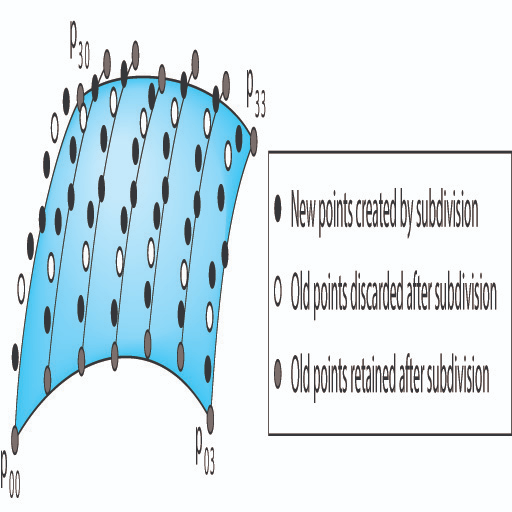 p30
p33
New points created by subdivision
Old points discarded after subdivision
Old points retained after subdivision
p03
p00